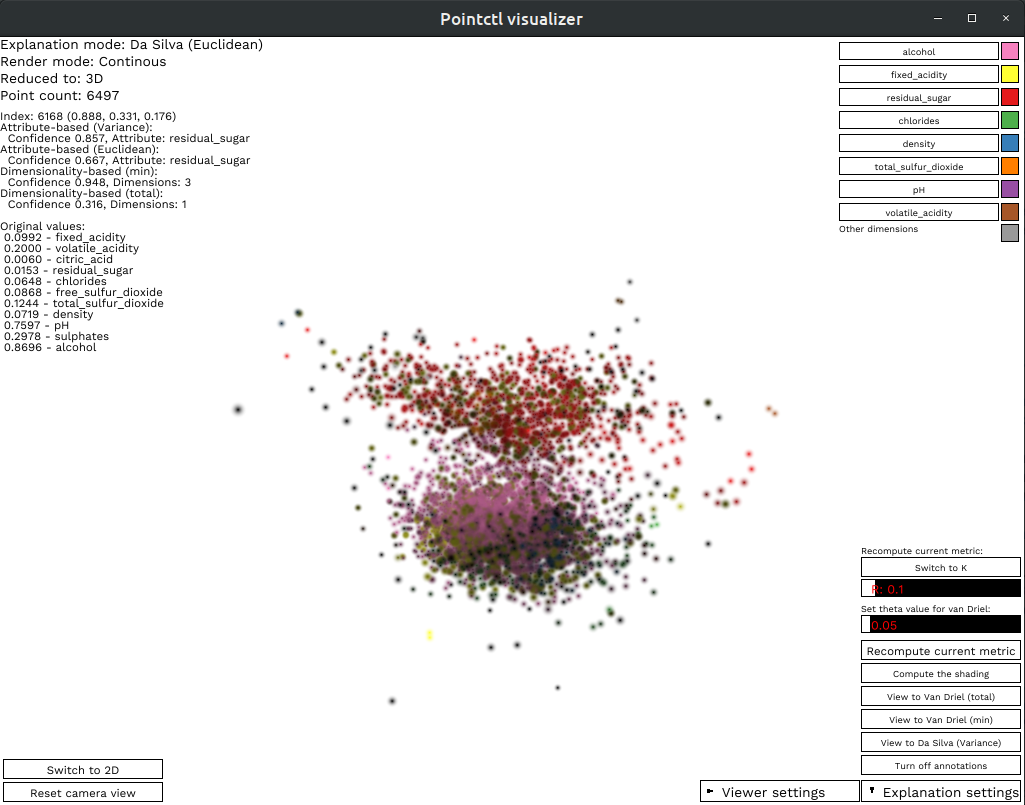 Pointctl visualizer
Explanation mode: Da Silva (Euclidean)
Render mode: Continous
Reduced to: 3D
Point count: 6497
Index: 6168 (0.888, 0.331, 0.176)
Attribute-based (Variance):
Confidence 0.857, Attribute: residual_sugar
Attribute-based (Euclidean):
Confidence 0.667, Attribute: residual_sugar
Dimensionality-based (min):
Confidence 0.948, Dimensions: 3
Dimensionality-based (total):
Confidence 0.316, Dimensions: 1
Original values:
0.0992 - fixed_acidity
0.2000 - volatile_acidity
0.0060 - citric_acid
0.0153 - residual_sugar
0.0648 - chlorides
0.0868 - free_sulfur_dioxide
0.1244 - total_sulfur_dioxide
0.0719 - density
0.7597 - pH
0.2978 - sulphates
0.8696 - alcohol
alcohol
fixed_acidity
residual_sugar
chlorides
density
total_sulfur_dioxide
pH
volatile_acidity
Other dimensions
Recompute current metric:
Switch to K
R: 0.1
Set theta value for van Driel:
0.05
Recompute current metric
Compute the shading
View to Van Driel (total)
View to Van Driel (min)
View to Da Silva (Variance)
Turn off annotations
Switch to 2D
Reset camera view
Viewer settings
Explanation settings